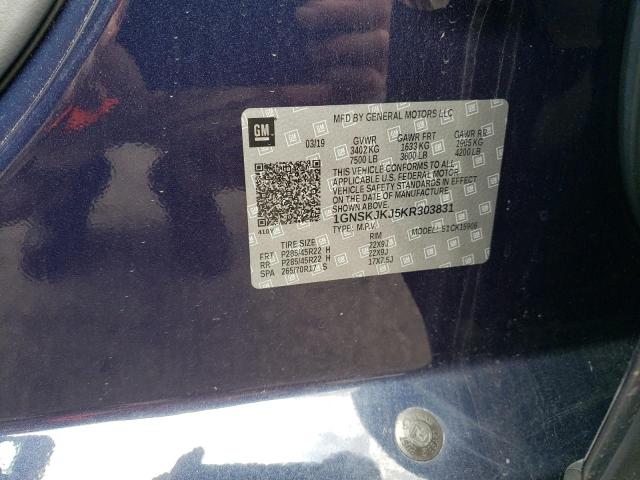 MFD BY GENERAL MOTORS LLC
GM
03/19 GVWR GAWR FRT GAWR RR
3402 KG 1633 KG 1905 KG
7500 LB 3600 LB 4200 LB
THIS VEHICLE CONFORMS TO ALL
APPLICABLE U.S. FEDERAL MOTOR
VEHICLE SAFETY STANDARDS IN EFFECT
ON THE DATE OF MANUFACTURE
SHOWN ABOVE.
1GNSKJKJ5KR303831
TYPE: M.P.V. MODEL:
TIRE SIZE RIM
FRT P285/45R22 H 22X9J
RR P285/45R22 H 22X9J
SPA 265/70R17 S 17X7.5J